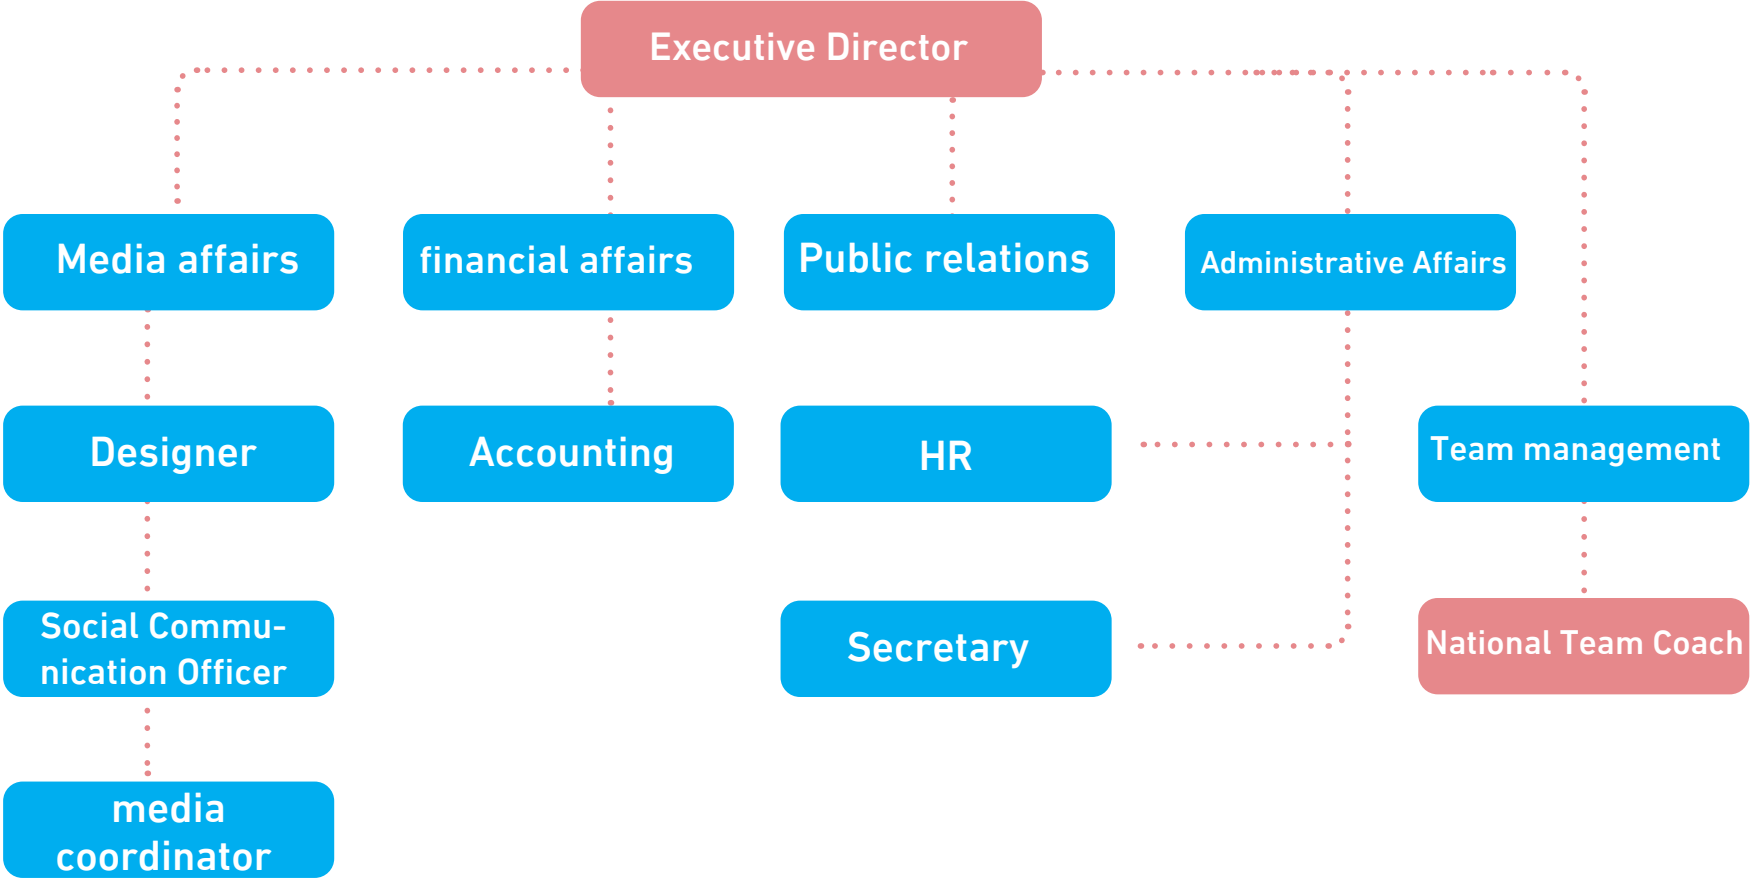 Executive Director
Media affairs
financial affairs
Public relations
Administrative Affairs
Designer
Accounting
HR
Team management
Social Commu-
nication Officer
Secretary
National Team Coach
media
coordinator